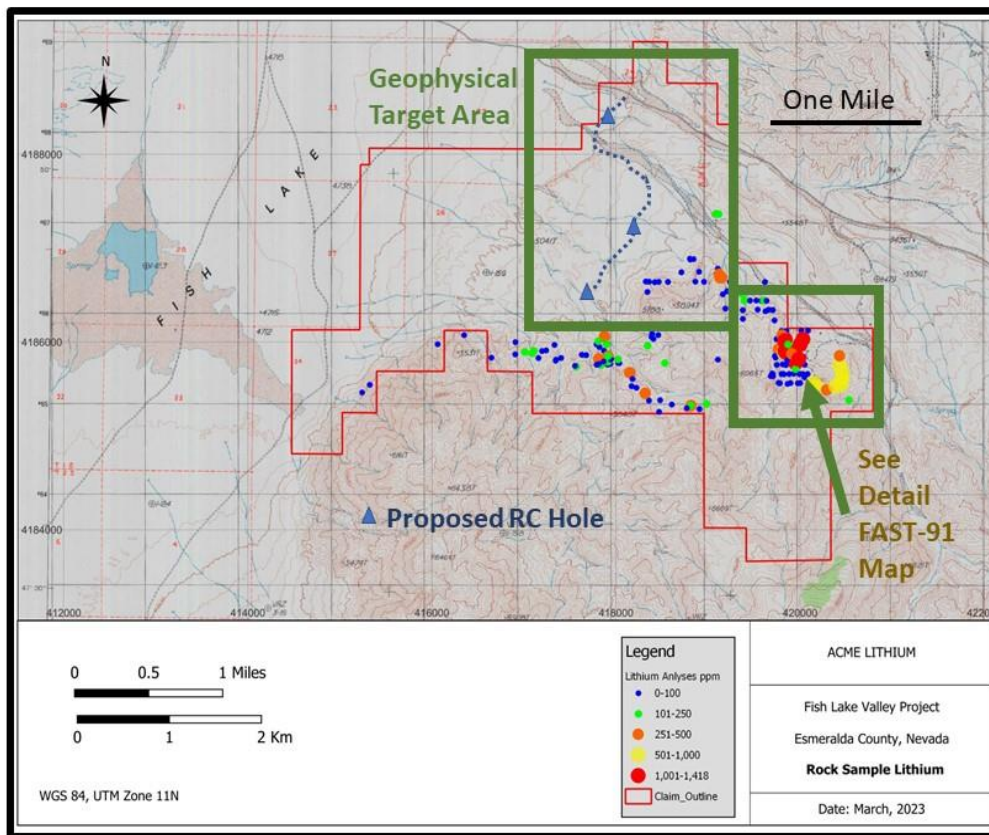 N
Geophysical
Target Area
One Mile
4188000
FISH LAKE
4186000
See
Detail
FAST-91
Map
Proposed RC Hole
4184000
412000
414000
416000
418000
420000
0 0.5 1 Miles
0 1 2 Km
WGS 84, UTM Zone 11N
Legend
Lithium Anlyses ppm
0-100
101-250
251-500
501-1,000
1,001-1,418
Claim_Outline
ACME LITHIUM
Fish Lake Valley Project
Esmeralda County, Nevada
Rock Sample Lithium
Date: March, 2023